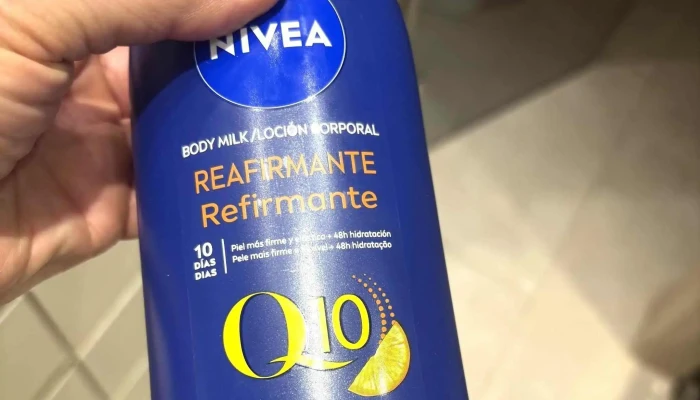 NIVEA
BODY MILK/LOCIÓN CORPORAL
REAFIRMANTE
Refirmante
10
DÍAS
DIAS
Piel más firme y elástica + 48h hidratación
Pele mais firme e + 48h hidratação
Q10